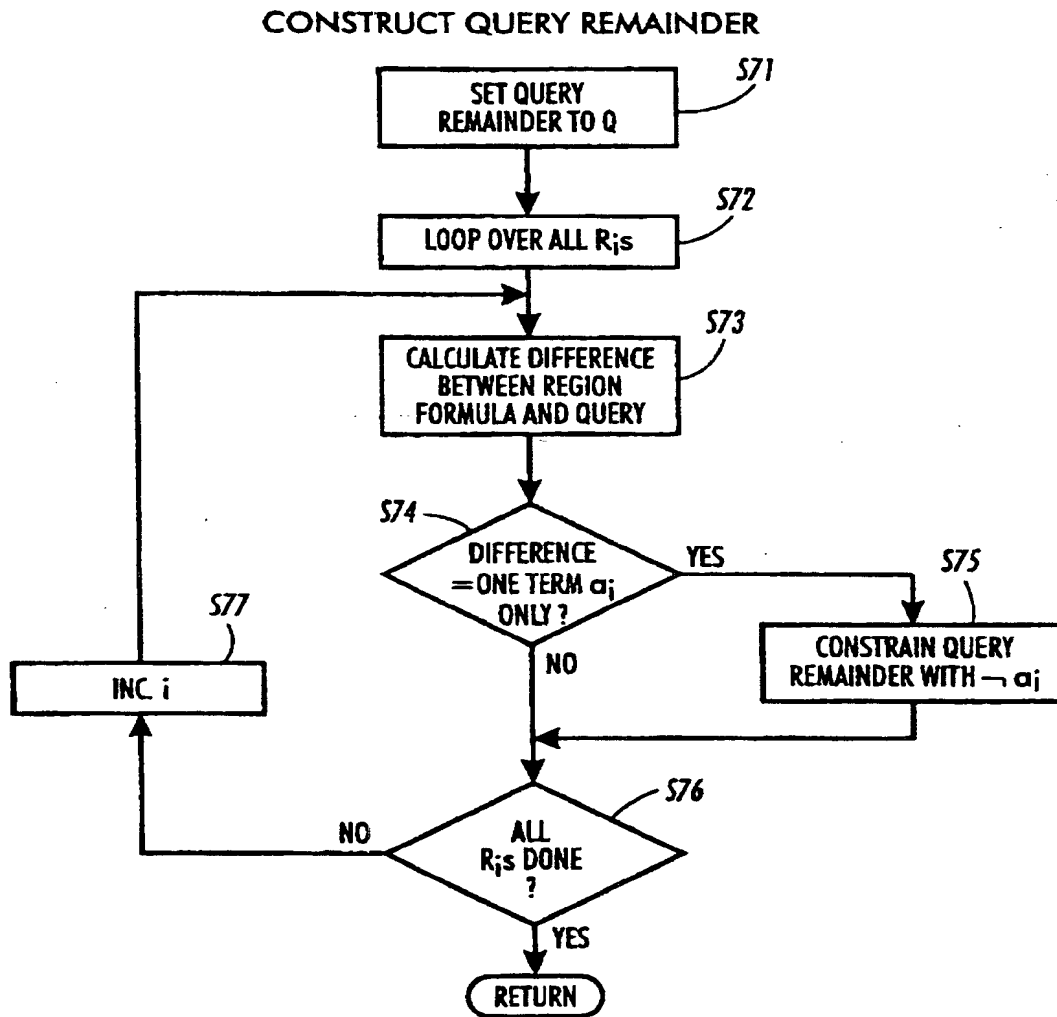 CONSTRUCT QUERY REMAINDER
S71
SET QUERY
REMAINDER TO Q
S72
LOOP OVER ALL Ris
S73
CALCULATE DIFFERENCE
BETWEEN REGION
FORMULA AND QUERY
S74
DIFFERENCE
=ONE TERM ai
ONLY ?
YES
NO
S75
CONSTRAIN QUERY
REMAINDER WITH ¬ ai
S77
INC. i
S76
ALL
Ris DONE
?
NO
YES
RETURN